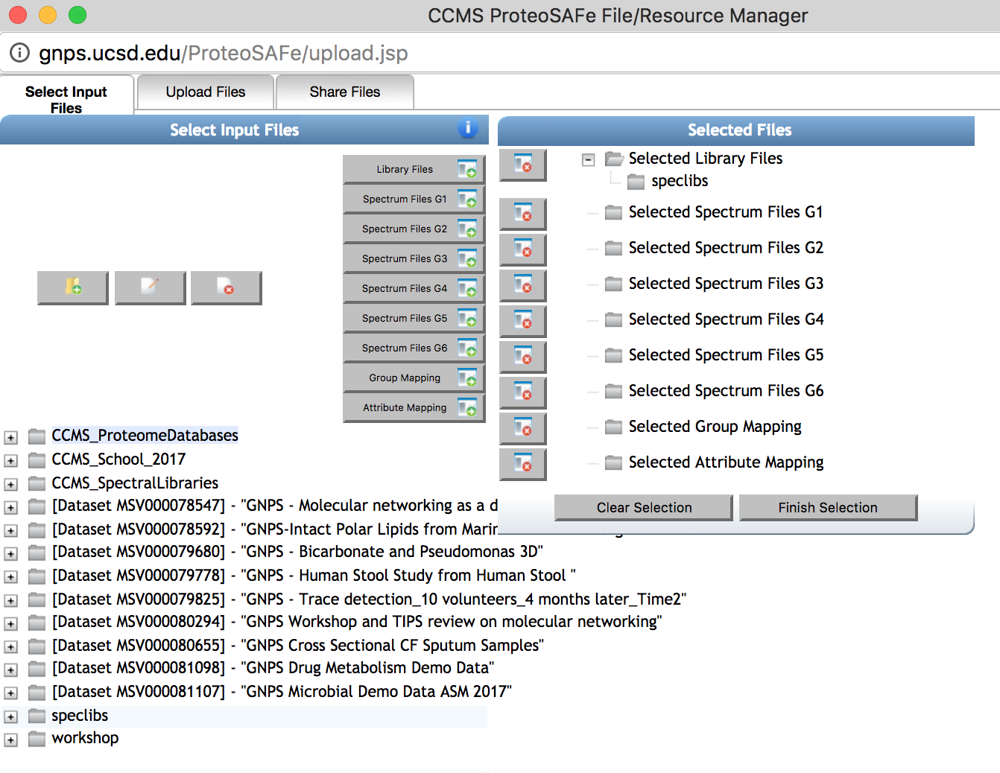 CCMS ProteoSAFe File/Resource Manager
gnps.ucsd.edu/ProteoSAFe/upload.jsp
Select Input
Files
Upload Files
Share Files
Select Input Files
Library Files
Spectrum Files G1
Spectrum Files G2
Spectrum Files G3
Spectrum Files G4
Spectrum Files G5
Spectrum Files G6
Group Mapping
Attribute Mapping
CCMS_ProteomeDatabases
CCMS_School_2017
CCMS_SpectralLibraries
[Dataset MSV000078547] - "GNPS - Molecular networking as a d
[Dataset MSV000078592] - "GNPS-Intact Polar Lipids from Marin
[Dataset MSV000079680] - "GNPS - Bicarbonate and Pseudomonas 3D"
[Dataset MSV000079778] - "GNPS - Human Stool Study from Human Stool "
[Dataset MSV000079825] - "GNPS - Trace detection_10 volunteers_4 months later_Time2"
[Dataset MSV000080294] - "GNPS Workshop and TIPS review on molecular networking"
[Dataset MSV000080655] - "GNPS Cross Sectional CF Sputum Samples"
[Dataset MSV000081098] - "GNPS Drug Metabolism Demo Data"
[Dataset MSV000081107] - "GNPS Microbial Demo Data ASM 2017"
speclibs
workshop
Selected Files
Selected Library Files
speclibs
Selected Spectrum Files G1
Selected Spectrum Files G2
Selected Spectrum Files G3
Selected Spectrum Files G4
Selected Spectrum Files G5
Selected Spectrum Files G6
Selected Group Mapping
Selected Attribute Mapping
Clear Selection
Finish Selection